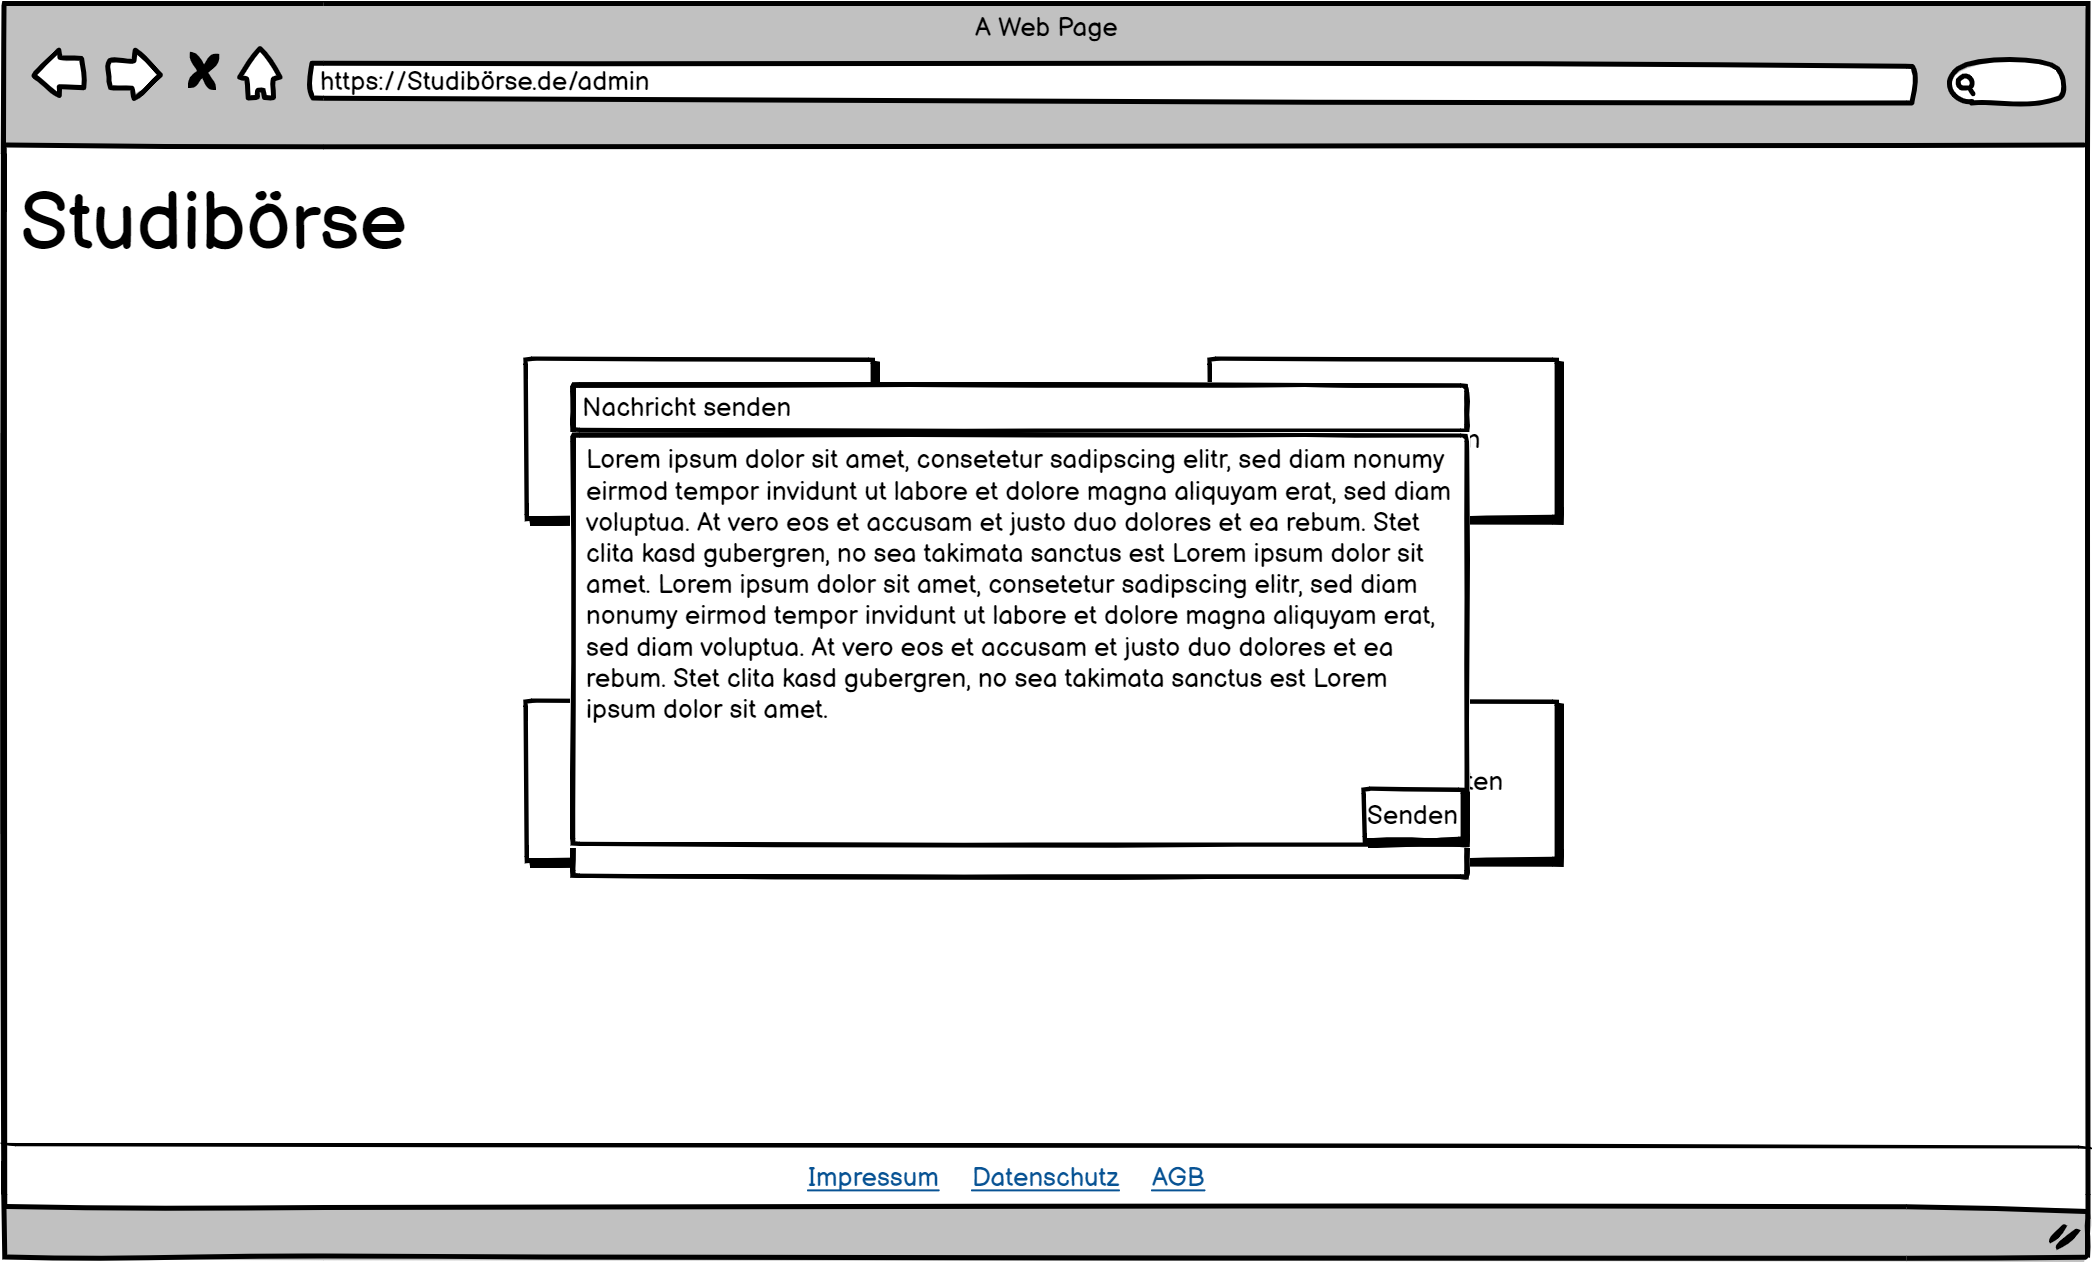 A Web Page
https://Studibörse.de/admin
Studibörse
Nachricht senden
Lorem ipsum dolor sit amet, consetetur sadipscing elitr, sed diam nonumy
eirmod tempor invidunt ut labore et dolore magna aliquyam erat, sed diam
voluptua. At vero eos et accusam et justo duo dolores et ea rebum. Stet
clita kasd gubergren, no sea takimata sanctus est Lorem ipsum dolor sit
amet. Lorem ipsum dolor sit amet, consetetur sadipscing elitr, sed diam
nonumy eirmod tempor invidunt ut labore et dolore magna aliquyam erat,
sed diam voluptua. At vero eos et accusam et justo duo dolores et ea
rebum. Stet clita kasd gubergren, no sea takimata sanctus est Lorem
ipsum dolor sit amet.
Senden
Impressum Datenschutz AGB